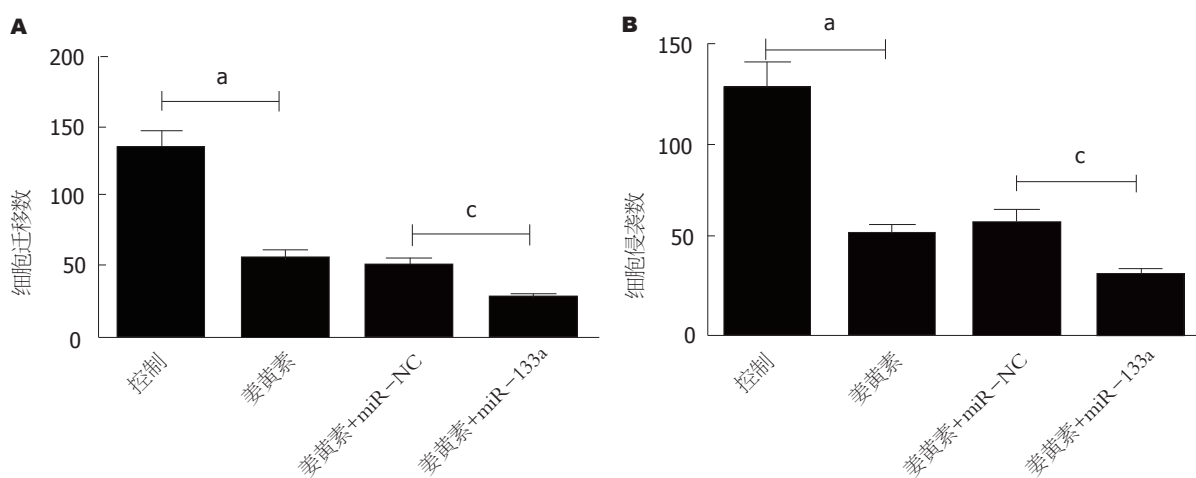 A
200
150
100
50
0
细胞迁移数
a
c
控制
姜黄素
姜黄素+miR-NC
姜黄素+miR-133a
B
150
100
50
0
细胞侵袭数
a
c
控制
姜黄素
姜黄素+miR-NC
姜黄素+miR-133a